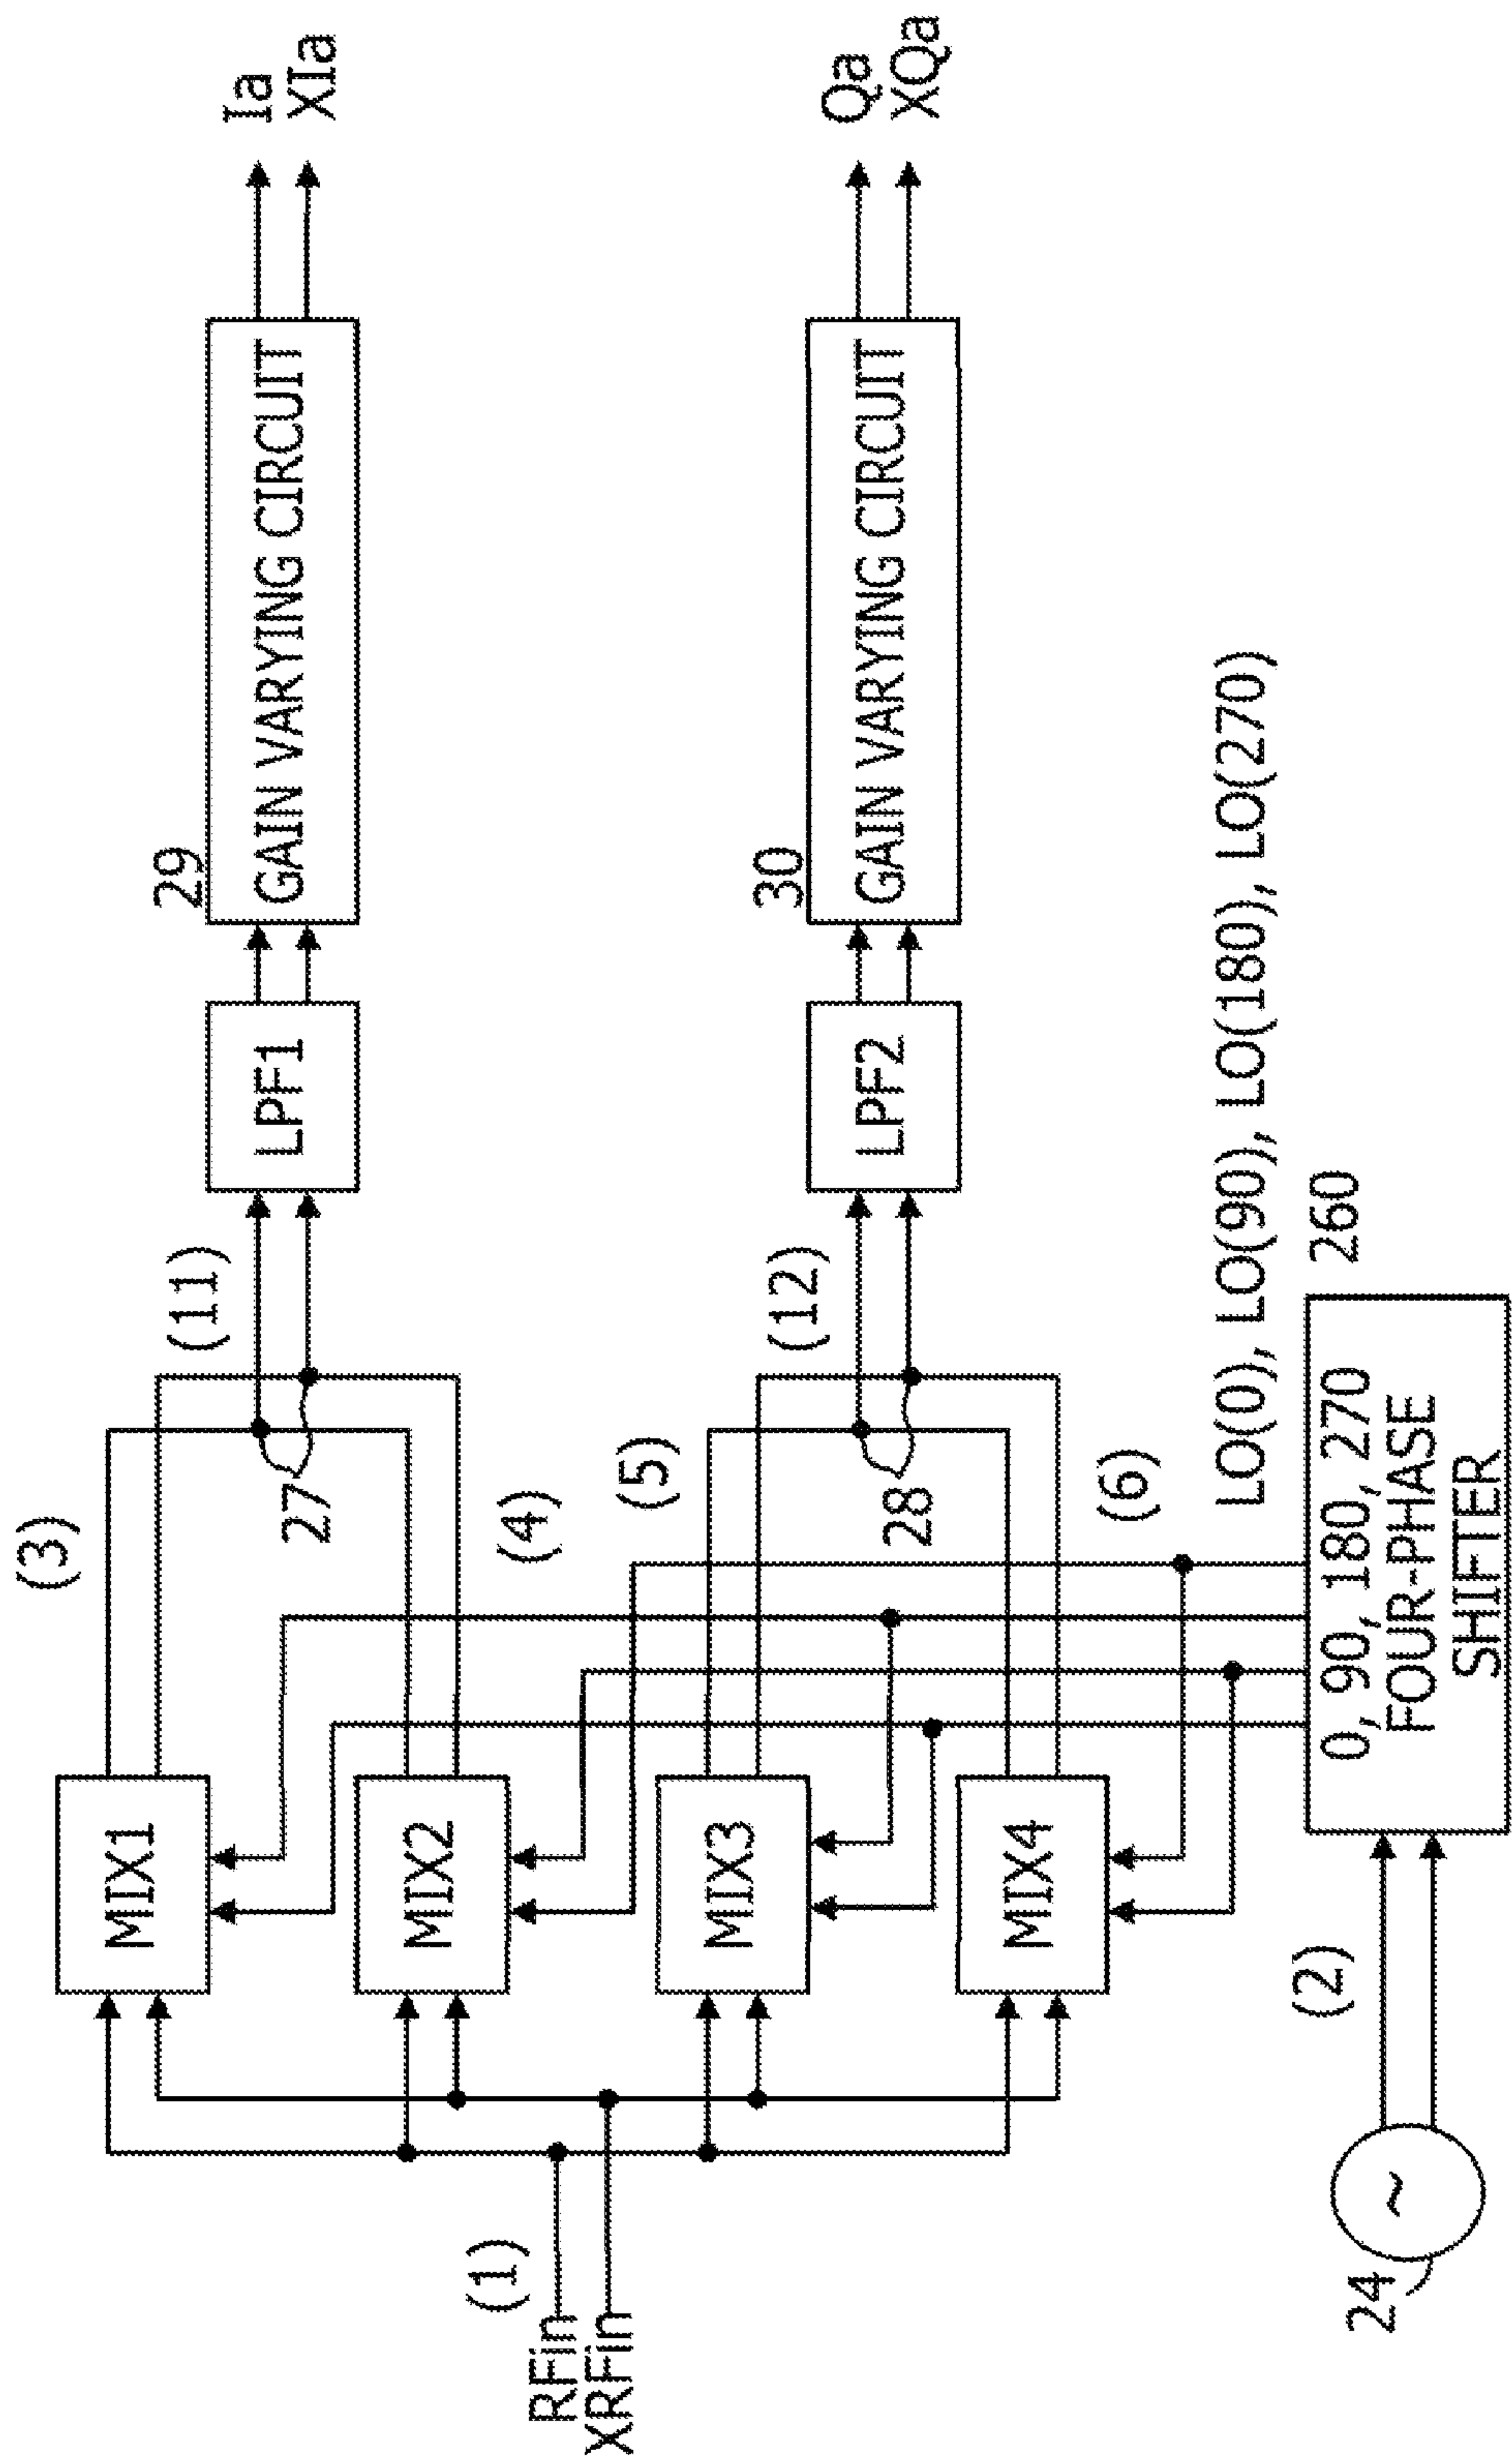 (1)
RFin
XRFin
MIX1
MIX2
MIX3
MIX4
(3)
(4)
(5)
(6)
27
28
(11)
(12)
LPF1
LPF2
29
GAIN VARYING CIRCUIT
30
GAIN VARYING CIRCUIT
Ia
XIa
Qa
XQa
LO(0), LO(90), LO(180), LO(270)
24
~
(2)
260
0, 90, 180, 270
FOUR-PHASE
SHIFTER